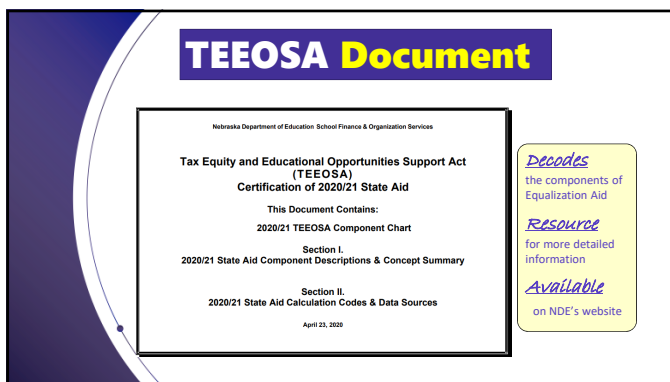 TEEOSA Document
Nebraska Department of Education School Finance & Organization Services
Tax Equity and Educational Opportunities Support Act
(TEEOSA)
Certification of 2020/21 State Aid
This Document Contains:
2020/21 TEEOSA Component Chart
Section I.
2020/21 State Aid Component Descriptions & Concept Summary
Section II.
2020/21 State Aid Calculation Codes & Data Sources
April 23, 2020
Decodes
the components of
Equalization Aid
Resource
for more detailed
information
Available
on NDE's website